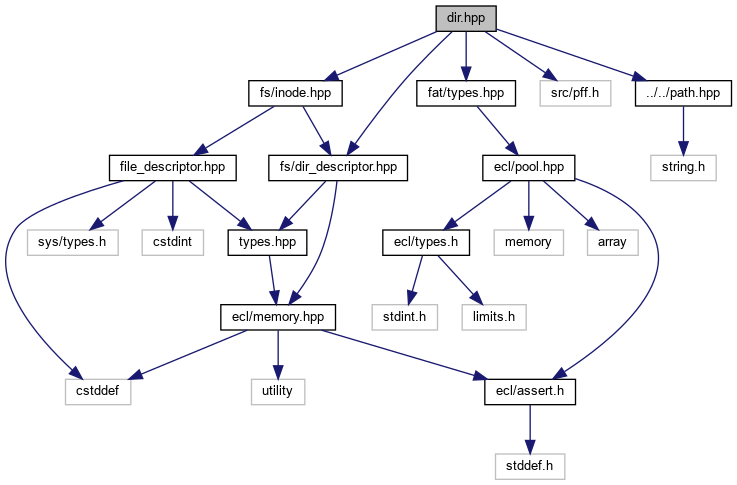 dir.hpp
fs/inode.hpp
fat/types.hpp
src/pff.h
../../path.hpp
file_descriptor.hpp
fs/dir_descriptor.hpp
ecl/pool.hpp
string.h
sys/types.h
cstdint
types.hpp
ecl/types.h
memory
array
ecl/memory.hpp
stdint.h
limits.h
cstddef
utility
ecl/assert.h
stddef.h